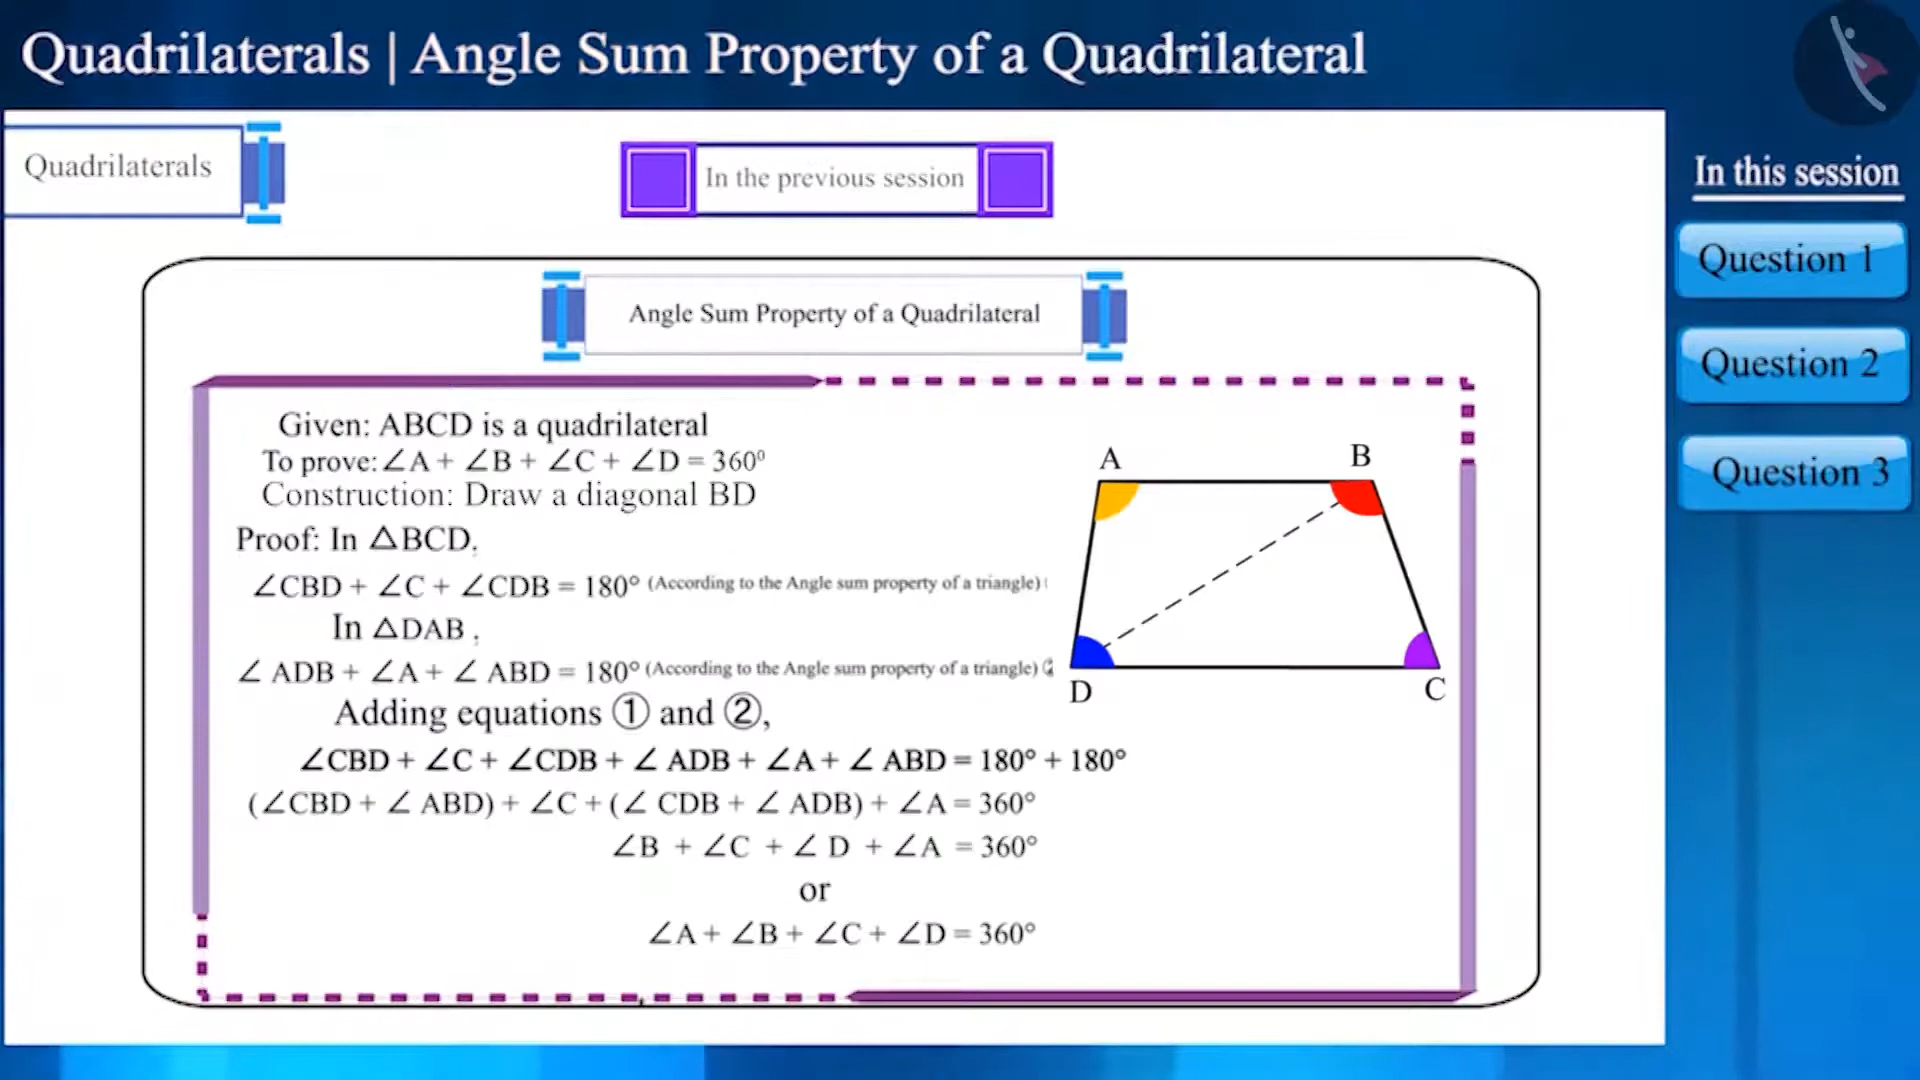 Quadrilaterals | Angle Sum Property of a Quadrilateral
Quadrilaterals
In the previous session
In this session
Question 1
Question 2
Question 3
Angle Sum Property of a Quadrilateral
Given: ABCD is a quadrilateral
To prove: ∠A + ∠B + ∠C + ∠D = 360⁰
Construction: Draw a diagonal BD
Proof: In △BCD,
∠CBD + ∠C + ∠CDB = 180° (According to the Angle sum property of a triangle)
In △DAB ,
∠ ADB + ∠A + ∠ ABD = 180° (According to the Angle sum property of a triangle)
Adding equations ① and ②,
∠CBD + ∠C + ∠CDB + ∠ ADB + ∠A + ∠ ABD = 180° + 180°
(∠CBD + ∠ ABD) + ∠C + (∠ CDB + ∠ ADB) + ∠A = 360°
∠B + ∠C + ∠ D + ∠A = 360°
or
∠A + ∠B + ∠C + ∠D = 360°
A
B
D
C